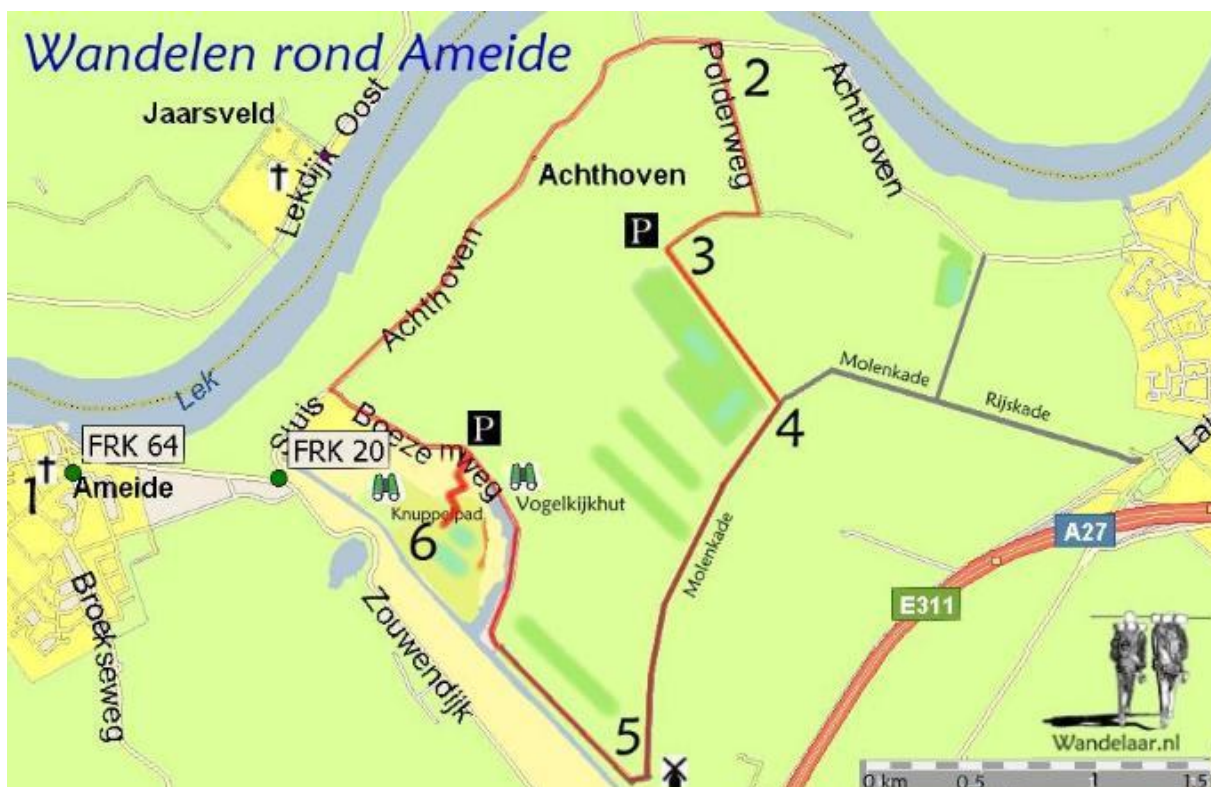 Wandelen rond Ameide
Jaarsveld
Lekdijk Oost
Polderweg
2
Achthoven
Achthoven
P
3
Achthoven
Lek
Molenkade
Rijskade
4
Sluis
Boezemweg
P
FRK 64
FRK 20
1
Ameide
Vogelkijkhut
Knuppelpad
6
Molenkade
A27
E311
Broekseweg
Zouwendijk
5
Wandelaar.nl
0 km 0.5 1 1.5